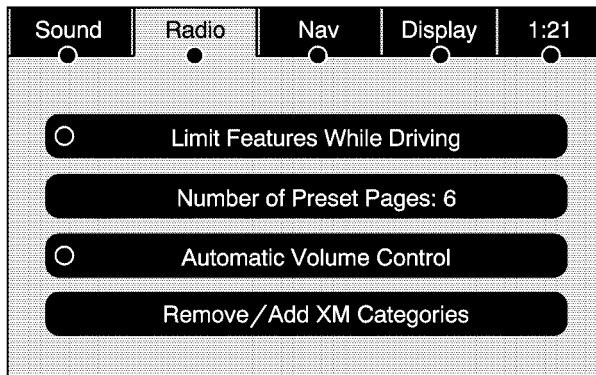 Sound Radio Nav Display 1:21
Limit Features While Driving
Number of Preset Pages: 6
Automatic Volume Control
Remove/Add XM Categories